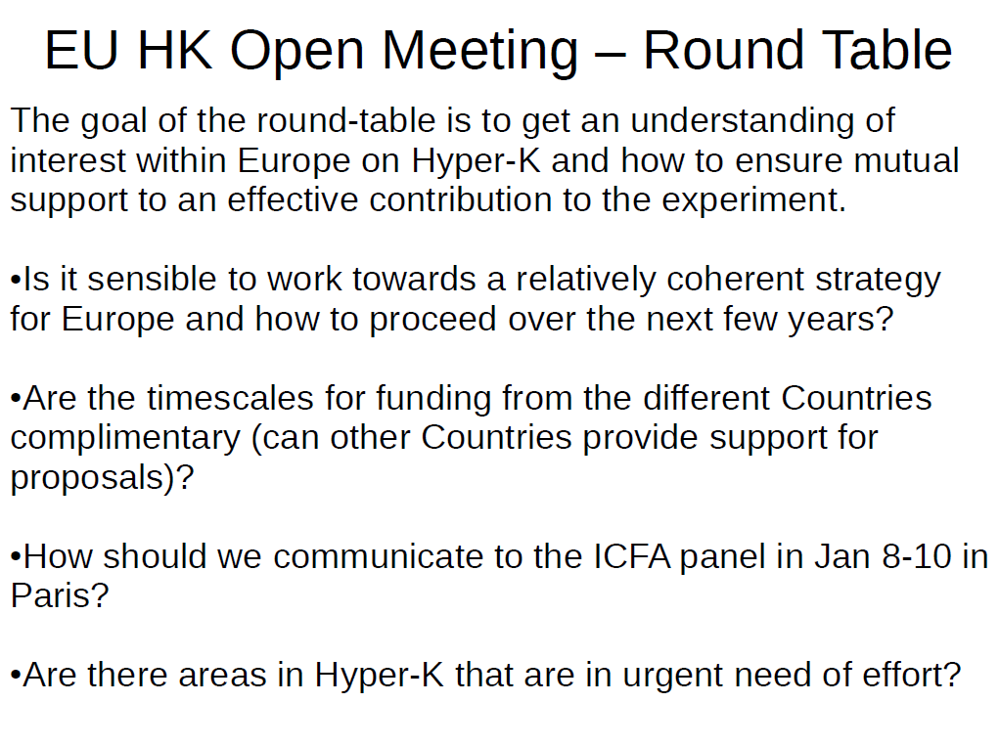 EU HK Open Meeting – Round Table
The goal of the round-table is to get an understanding of
interest within Europe on Hyper-K and how to ensure mutual
support to an effective contribution to the experiment.
•Is it sensible to work towards a relatively coherent strategy
for Europe and how to proceed over the next few years?
•Are the timescales for funding from the different Countries
complimentary (can other Countries provide support for
proposals)?
•How should we communicate to the ICFA panel in Jan 8-10 in
Paris?
•Are there areas in Hyper-K that are in urgent need of effort?